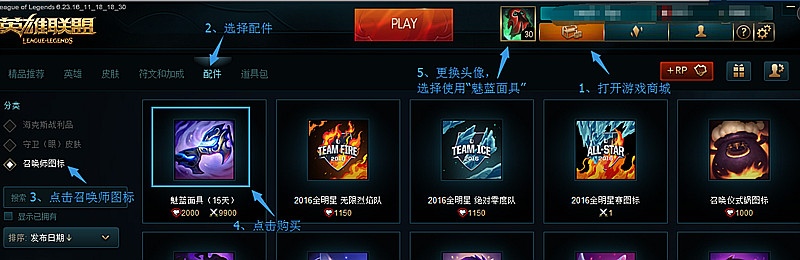 League of Legends 6.23.16_11_18_18_30
英雄联盟
LEAGUE of LEGENDS
PLAY
30
2、选择配件
5、更换头像，
选择使用“魅蓝面具”
1、打开游戏商城
精品推荐
英雄
皮肤
符文和加成
配件
道具包
+RP
分类
海克斯战利品
守卫（眼）皮肤
召唤师图标
搜索
3、点击召唤师图标
显示已拥有
排序: 发布日期↓
魅蓝面具（15天）
2000
9900
4、点击购买
TEAM FIRE
2016
2016全明星 无限烈焰队
1150
TEAM ICE
2016
2016全明星 绝对零度队
1150
ALL-STAR
2016
2016全明星赛图标
1
召唤仪式锅图标
1000